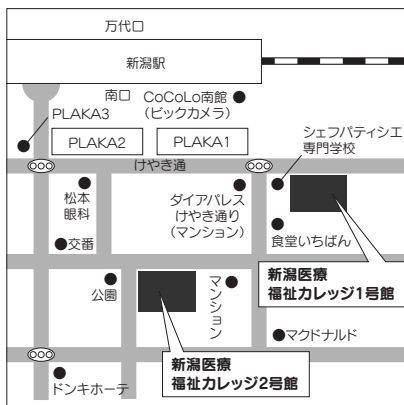 万代口
新潟駅
南口
CoCoLo南館
(ビックカメラ)
PLAKA3
PLAKA2
PLAKA1
シェフパティシエ
専門学校
けやき通
松本
眼科
ダイアパレス
けやき通り
(マンション)
食堂いちばん
交番
新潟医療
福祉カレッジ1号館
公園
マンション
マクドナルド
新潟医療
福祉カレッジ2号館
ドンキホーテ